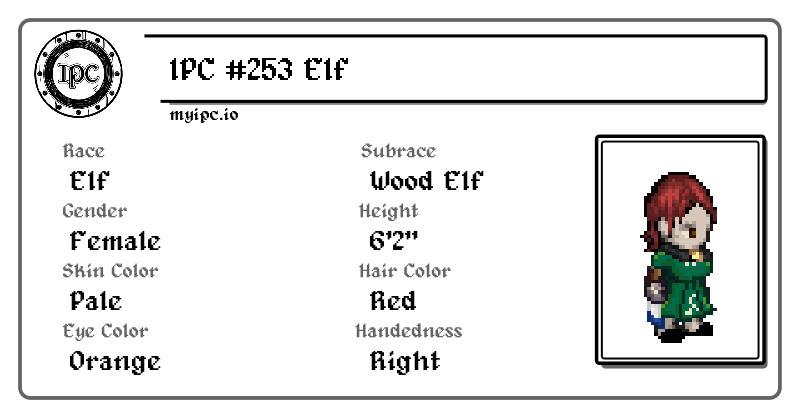 IPC
IPC #253 Elf
myipc.io
Race
Elf
Subrace
Wood Elf
Gender
Female
Height
6'2"
Skin Color
Pale
Hair Color
Red
Eye Color
Orange
Handedness
Right